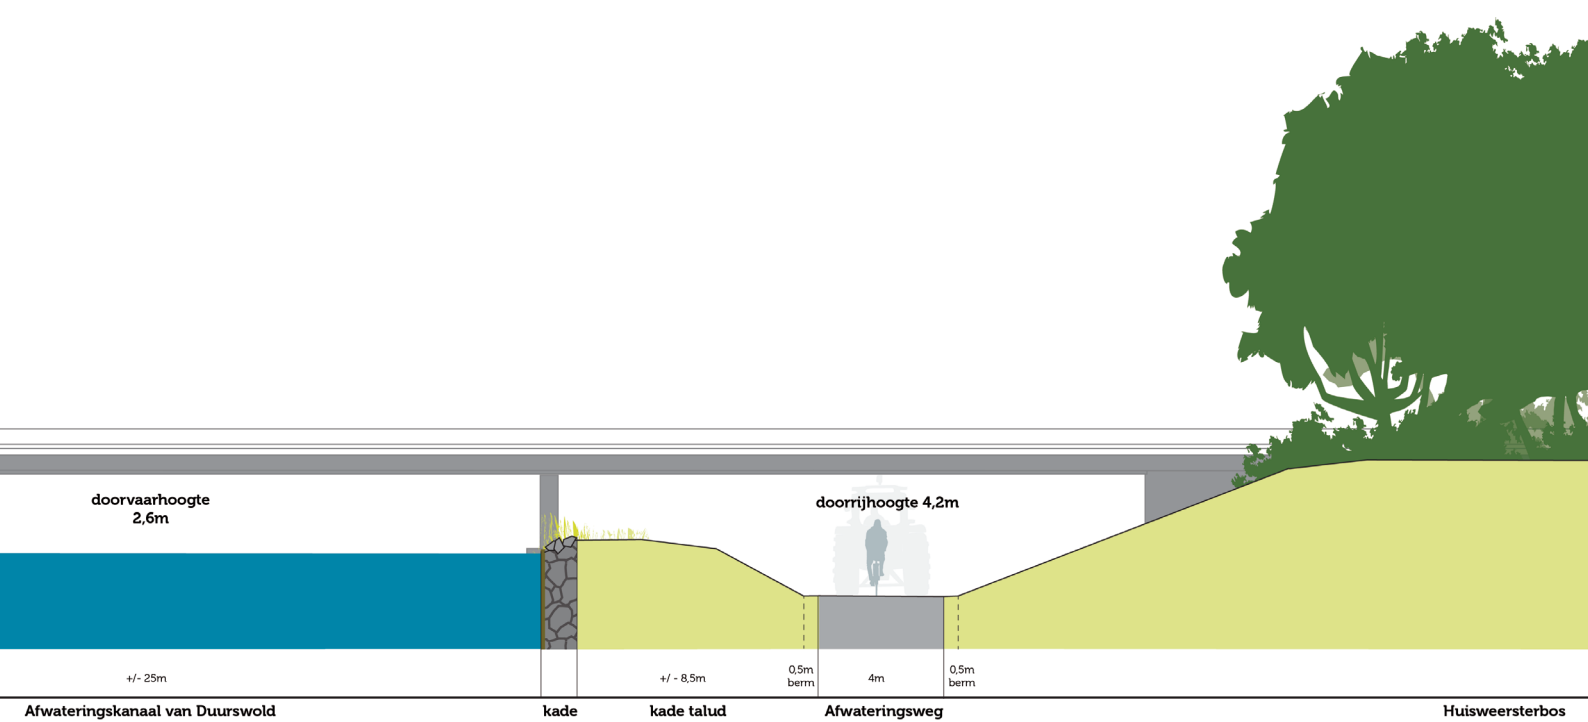 doorvaarhoogte
2,6m
doorrijhoogte 4,2m
+/- 25m
+/ - 8,5m
0,5m
berm
4m
0,5m
berm
Afwateringskanaal van Duurswold
kade
kade talud
Afwateringsweg
Huisweersterbos